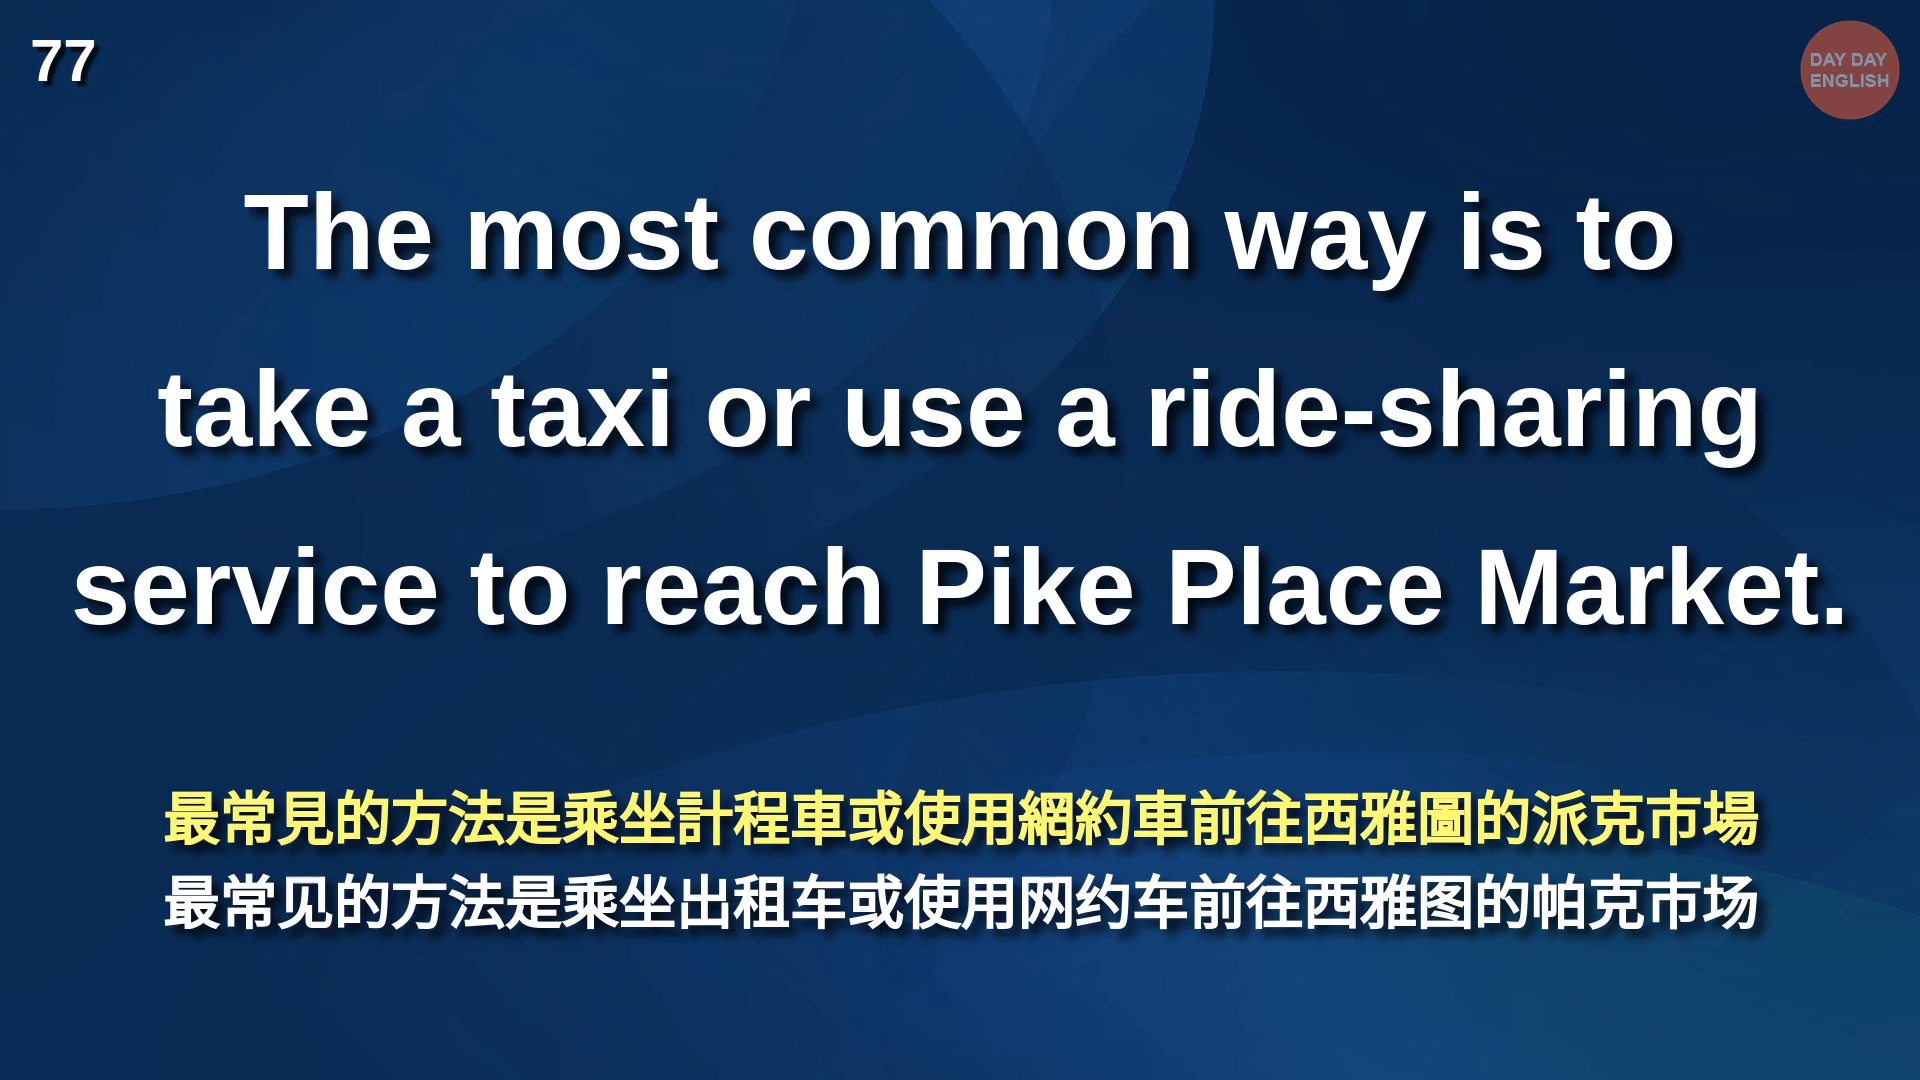 77
DAY DAY
ENGLISH
The most common way is to
take a taxi or use a ride-sharing
service to reach Pike Place Market.
最常見的方法是乘坐計程車或使用網約車前往西雅圖的派克市場
最常见的方法是乘坐出租车或使用网约车前往西雅图的帕克市场